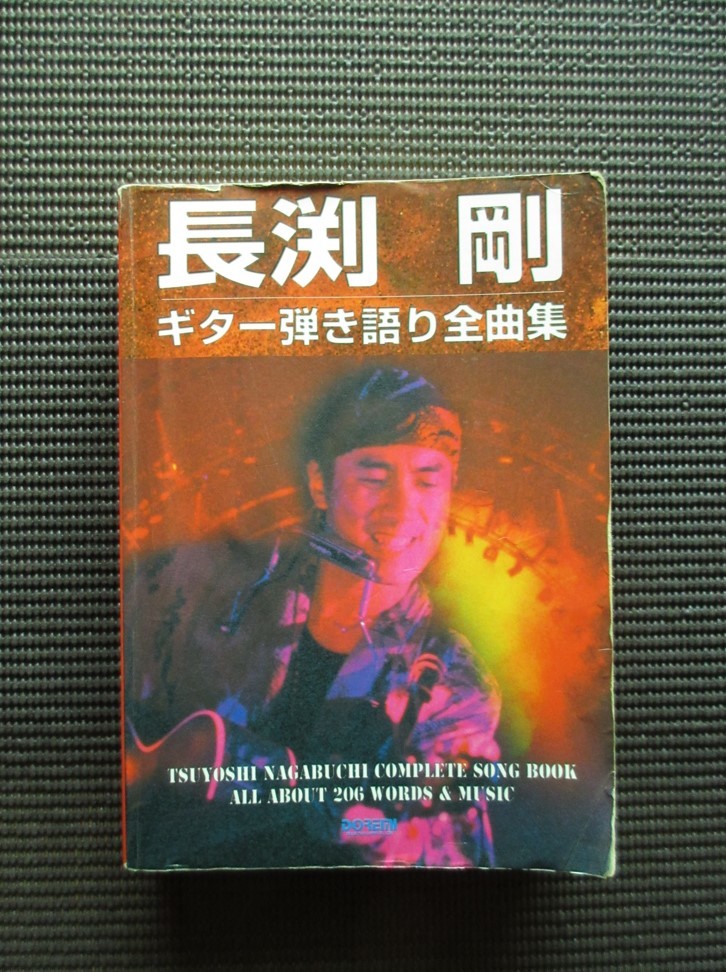 長渕 剛
ギター弾き語り全曲集
TSUYOSHI NAGABUCHI COMPLETE SONG BOOK
ALL ABOUT 206 WORDS & MUSIC
DOREMI